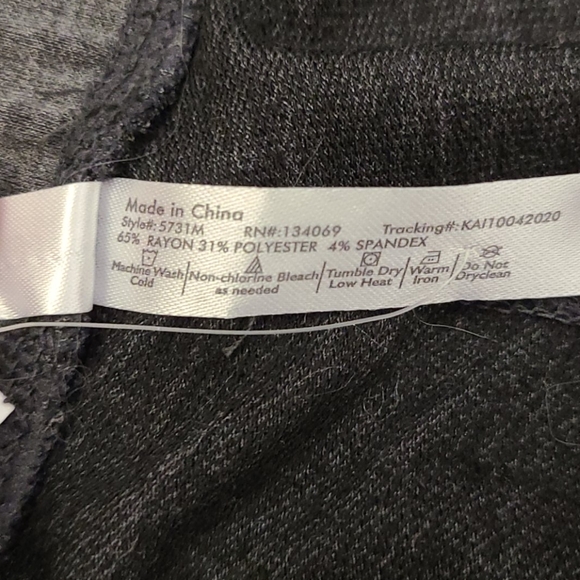 Made in China
Style#: 5731M RN#:134069 Tracking#: KAI10042020
65% RAYON 31% POLYESTER 4% SPANDEX
Machine Wash Non-chlorine Bleach Tumble Dry Warm Do Not
Cold as needed Low Heat Iron Dryclean